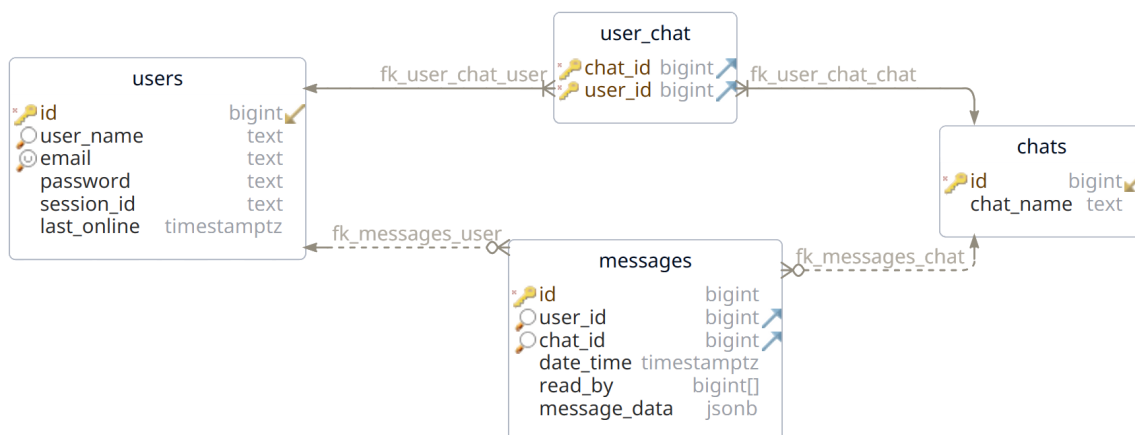 user_chat
chat_id bigint
user_id bigint
fk_user_chat_user
fk_user_chat_chat
users
id bigint
user_name text
email text
password text
session_id text
last_online timestamptz
chats
id bigint
chat_name text
fk_messages_user
fk_messages_chat
messages
id bigint
user_id bigint
chat_id bigint
date_time timestamptz
read_by bigint[]
message_data jsonb